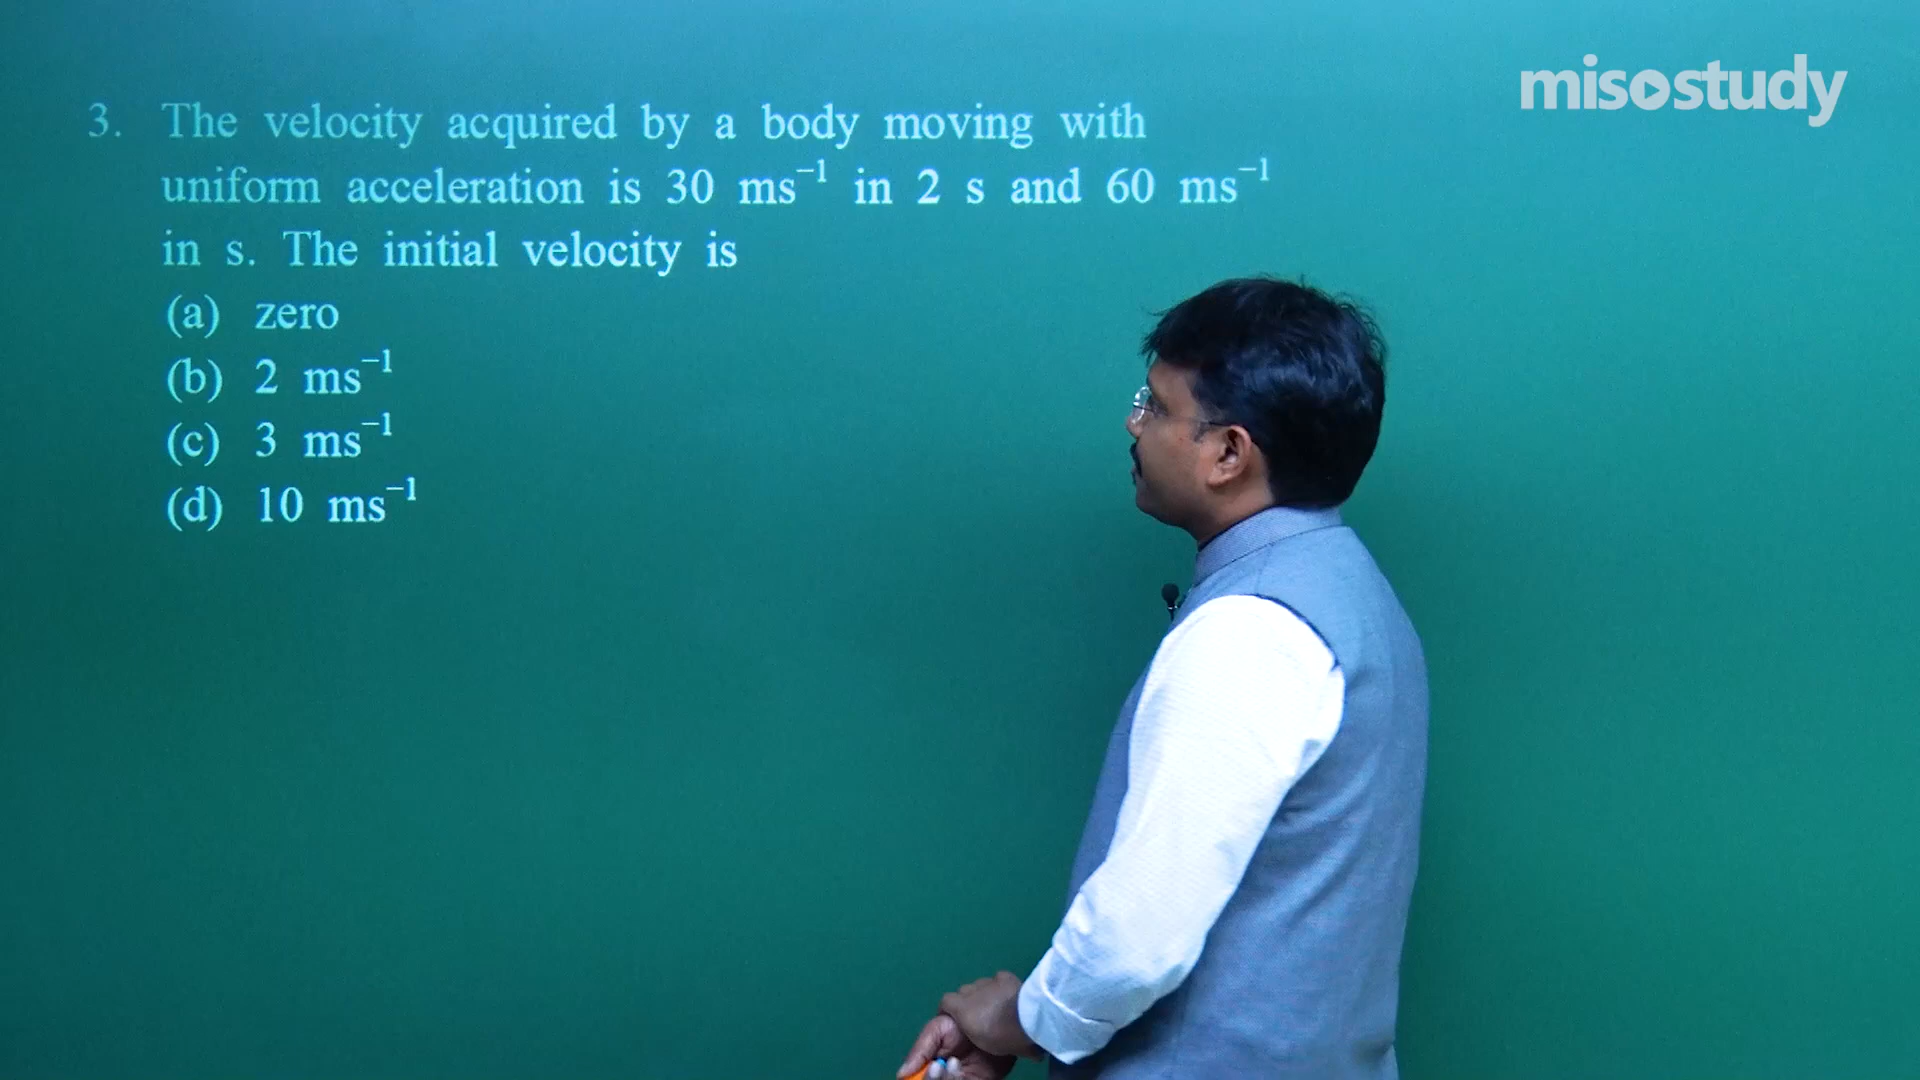 misostudy
3. The velocity acquired by a body moving with
uniform acceleration is 30 ms⁻¹ in 2 s and 60 ms⁻¹
in s. The initial velocity is
(a) zero
(b) 2 ms⁻¹
(c) 3 ms⁻¹
(d) 10 ms⁻¹